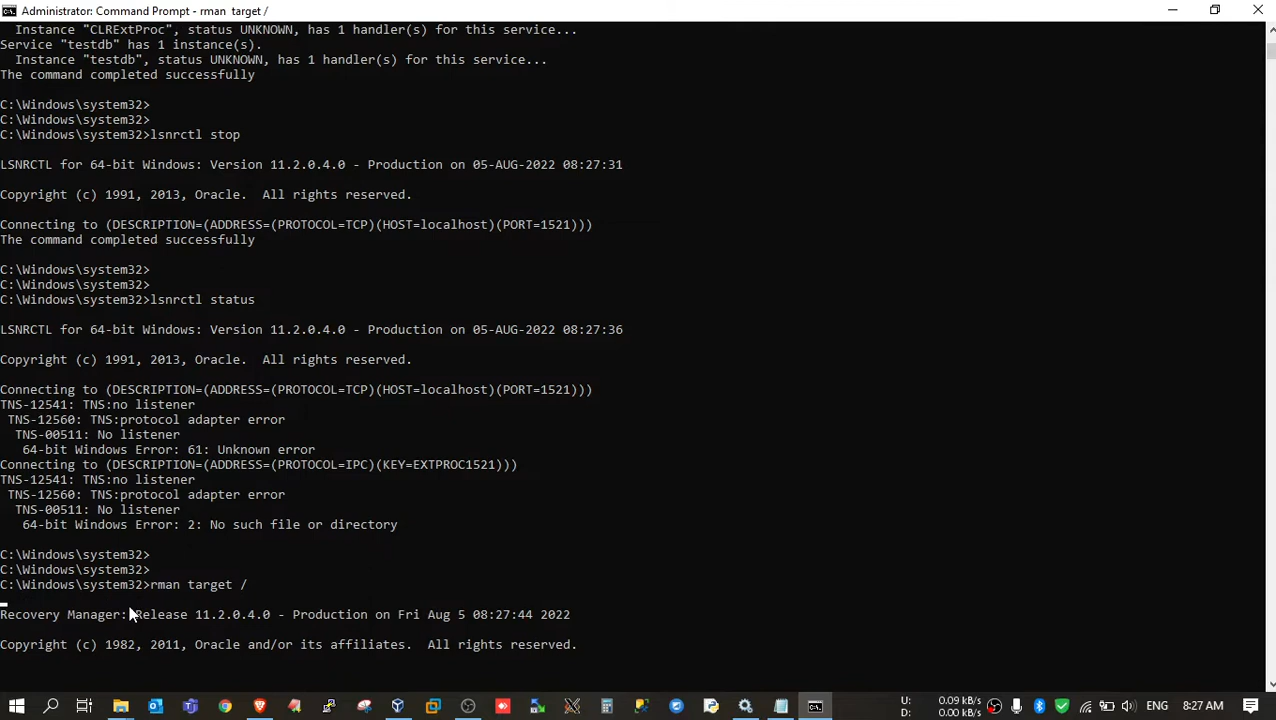 Administrator: Command Prompt - rman target /
Instance "CLRExtProc", status UNKNOWN, has 1 handler(s) for this service...
Service "testdb" has 1 instance(s).
Instance "testdb", status UNKNOWN, has 1 handler(s) for this service...
The command completed successfully
C:\Windows\system32>
C:\Windows\system32>
C:\Windows\system32>lsnrctl stop
LSNRCTL for 64-bit Windows: Version 11.2.0.4.0 - Production on 05-AUG-2022 08:27:31
Copyright (c) 1991, 2013, Oracle.  All rights reserved.
Connecting to (DESCRIPTION=(ADDRESS=(PROTOCOL=TCP)(HOST=localhost)(PORT=1521)))
The command completed successfully
C:\Windows\system32>
C:\Windows\system32>
C:\Windows\system32>lsnrctl status
LSNRCTL for 64-bit Windows: Version 11.2.0.4.0 - Production on 05-AUG-2022 08:27:36
Copyright (c) 1991, 2013, Oracle.  All rights reserved.
Connecting to (DESCRIPTION=(ADDRESS=(PROTOCOL=TCP)(HOST=localhost)(PORT=1521)))
TNS-12541: TNS:no listener
TNS-12560: TNS:protocol adapter error
TNS-00511: No listener
64-bit Windows Error: 61: Unknown error
Connecting to (DESCRIPTION=(ADDRESS=(PROTOCOL=IPC)(KEY=EXTPROC1521)))
TNS-12541: TNS:no listener
TNS-12560: TNS:protocol adapter error
TNS-00511: No listener
64-bit Windows Error: 2: No such file or directory
C:\Windows\system32>
C:\Windows\system32>
C:\Windows\system32>rman target /
Recovery Manager: Release 11.2.0.4.0 - Production on Fri Aug 5 08:27:44 2022
Copyright (c) 1982, 2011, Oracle and/or its affiliates.  All rights reserved.
U: 0.09 kB/s
D: 0.00 kB/s
ENG 8:27 AM